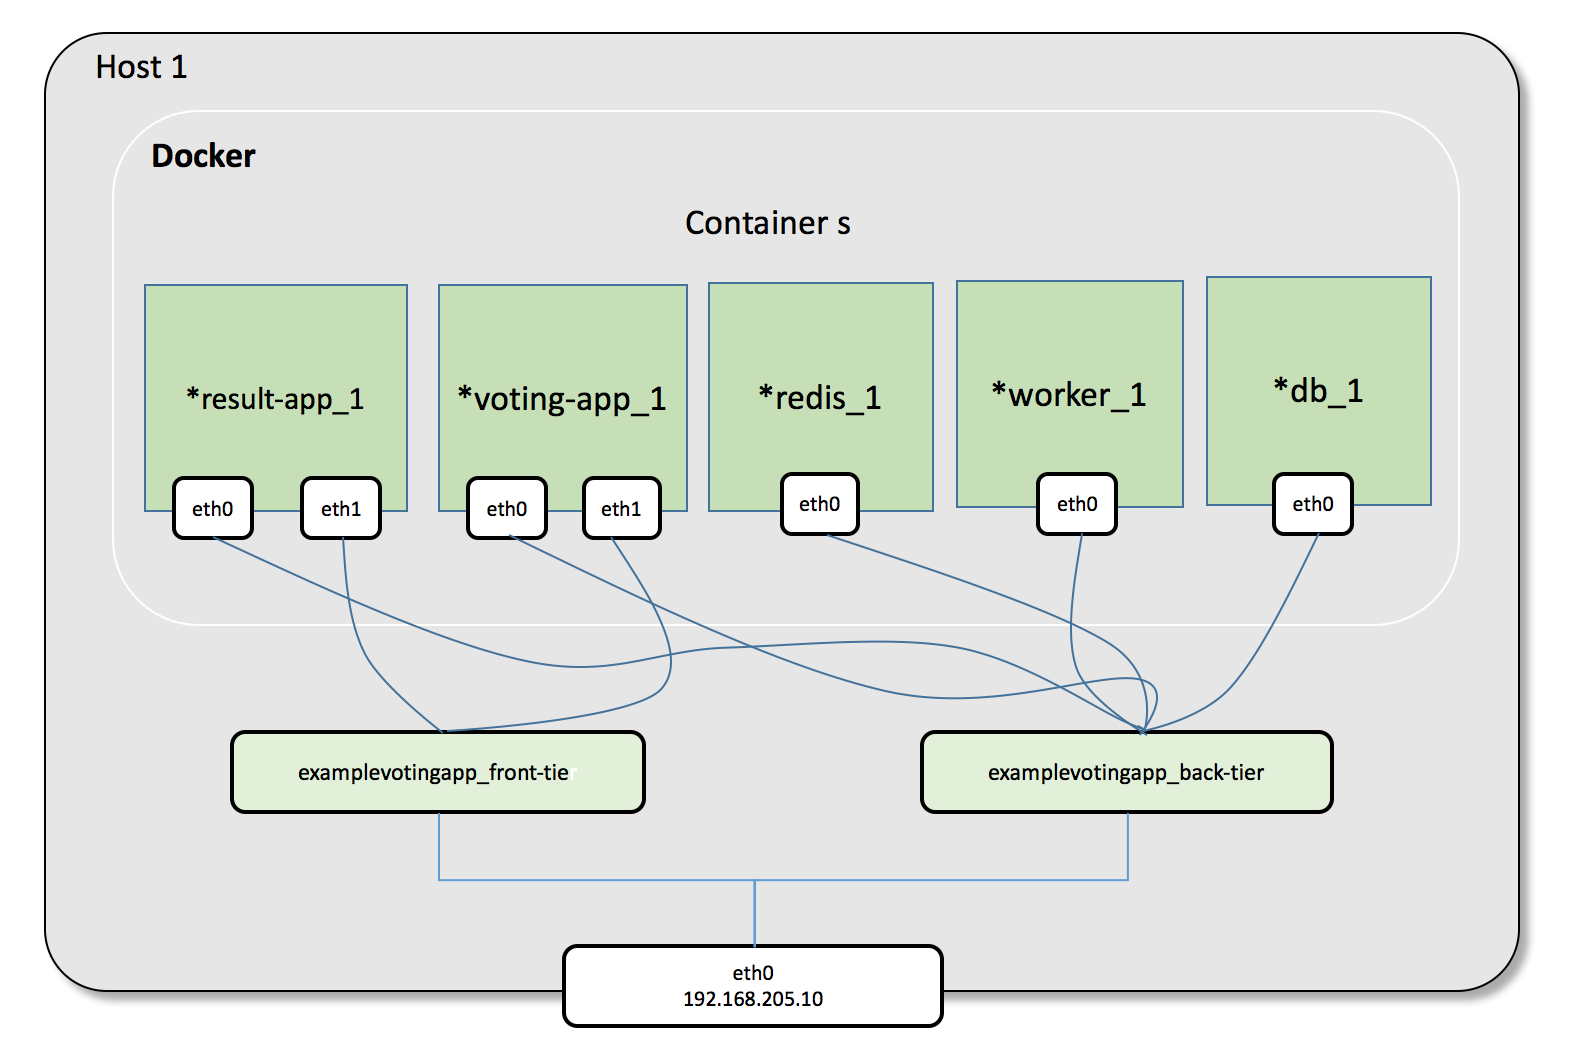 Host 1
Docker
Container s
*result-app_1
*voting-app_1
*redis_1
*worker_1
*db_1
eth0
eth1
eth0
eth1
eth0
eth0
eth0
examplevotingapp_front-tier
examplevotingapp_back-tier
eth0
192.168.205.10